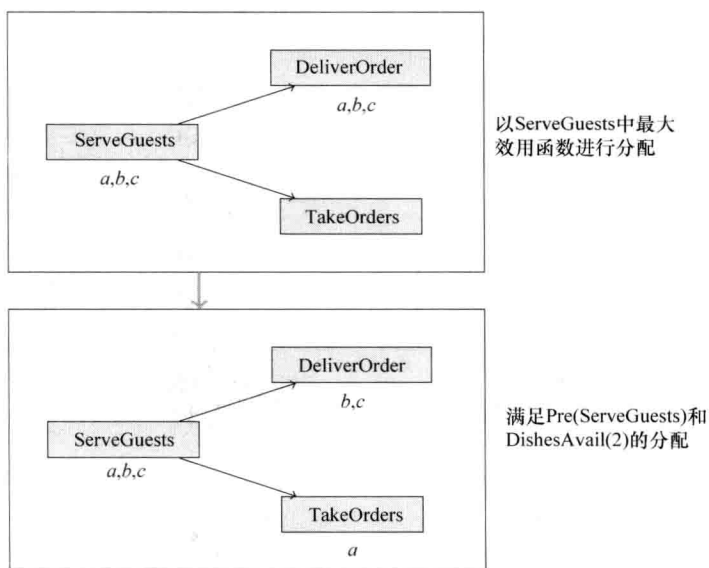 DeliverOrder
a,b,c
ServeGuests
a,b,c
TakeOrders
以ServeGuests中最大
效用函数进行分配
DeliverOrder
b,c
ServeGuests
a,b,c
TakeOrders
a
满足Pre(ServeGuests)和
DishesAvail(2)的分配